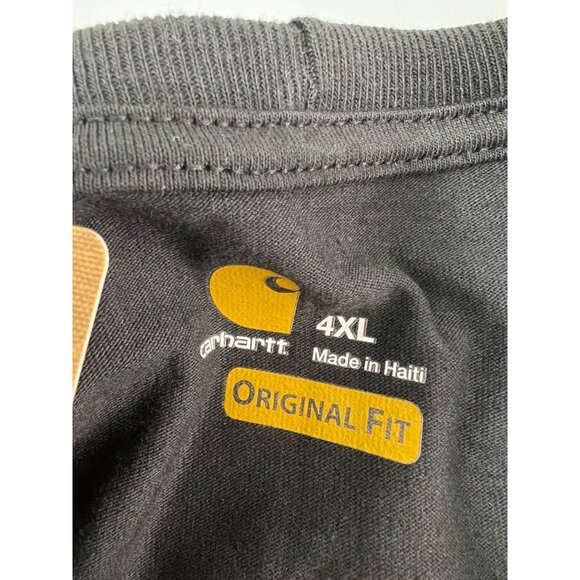 carhartt
4XL
Made in Haiti
ORIGINAL FIT